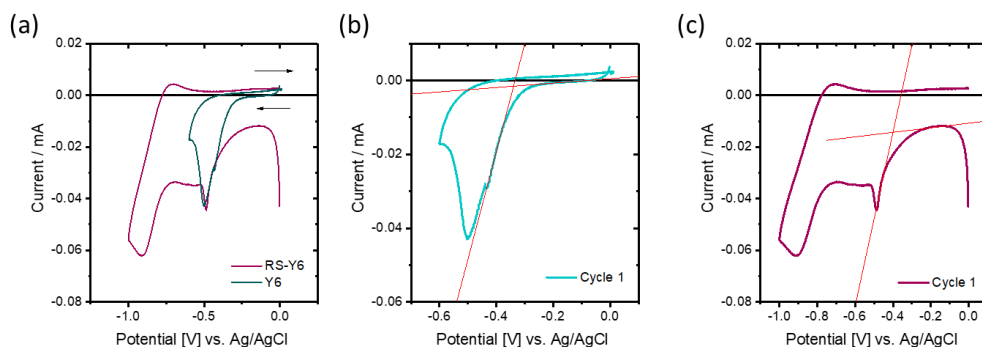 (a)
0.02
0.00
-0.02
-0.04
-0.06
-0.08
-1.0
-0.5
0.0
Current / mA
Potential [V] vs. Ag/AgCl
RS-Y6
Y6
(b)
0.00
-0.02
-0.04
-0.06
-0.6
-0.4
-0.2
0.0
Current / mA
Potential [V] vs. Ag/AgCl
Cycle 1
(c)
0.02
0.00
-0.02
-0.04
-0.06
-0.08
-1.0
-0.8
-0.6
-0.4
-0.2
0.0
Current / mA
Potential [V] vs. Ag/AgCl
Cycle 1